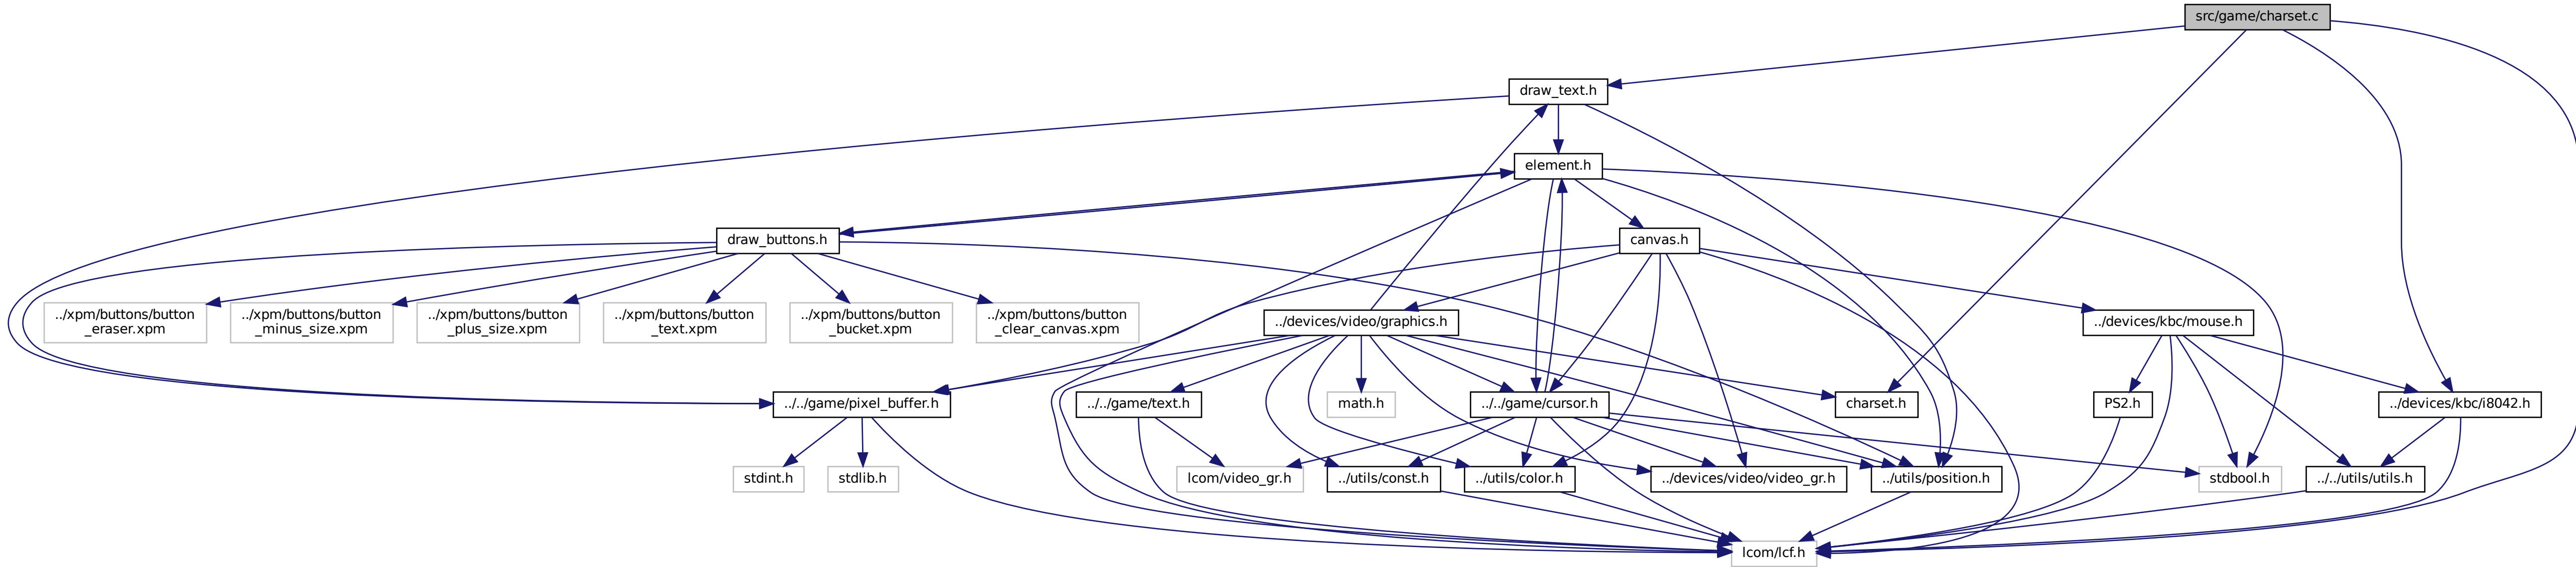 src/game/charset.c
draw_text.h
element.h
draw_buttons.h
canvas.h
../xpm/buttons/button
_eraser.xpm
../xpm/buttons/button
_minus_size.xpm
../xpm/buttons/button
_plus_size.xpm
../xpm/buttons/button
_text.xpm
../xpm/buttons/button
_bucket.xpm
../xpm/buttons/button
_clear_canvas.xpm
../devices/video/graphics.h
../devices/kbc/mouse.h
../../game/pixel_buffer.h
../../game/text.h
math.h
../../game/cursor.h
charset.h
PS2.h
../devices/kbc/i8042.h
stdint.h
stdlib.h
lcom/video_gr.h
../utils/const.h
../utils/color.h
../devices/video/video_gr.h
../utils/position.h
stdbool.h
../../utils/utils.h
lcom/lcf.h